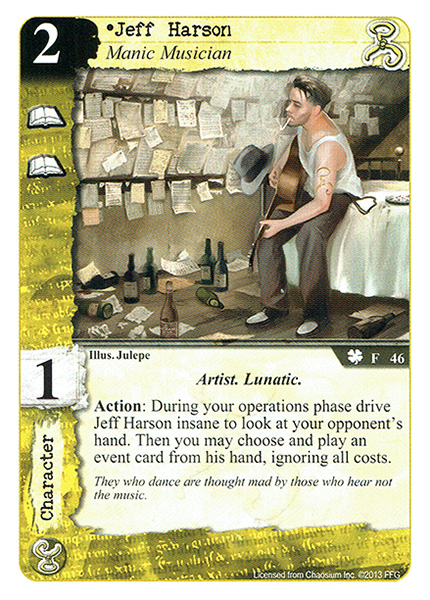 2
•Jeff Harson
Manic Musician
Illus. Julepe
F 46
1
Artist. Lunatic.
Action: During your operations phase drive
Jeff Harson insane to look at your opponent's
hand. Then you may choose and play an
event card from his hand, ignoring all costs.
They who dance are thought mad by those who hear not
the music.
Character
Licensed from Chaosium Inc. ©2013 FFG